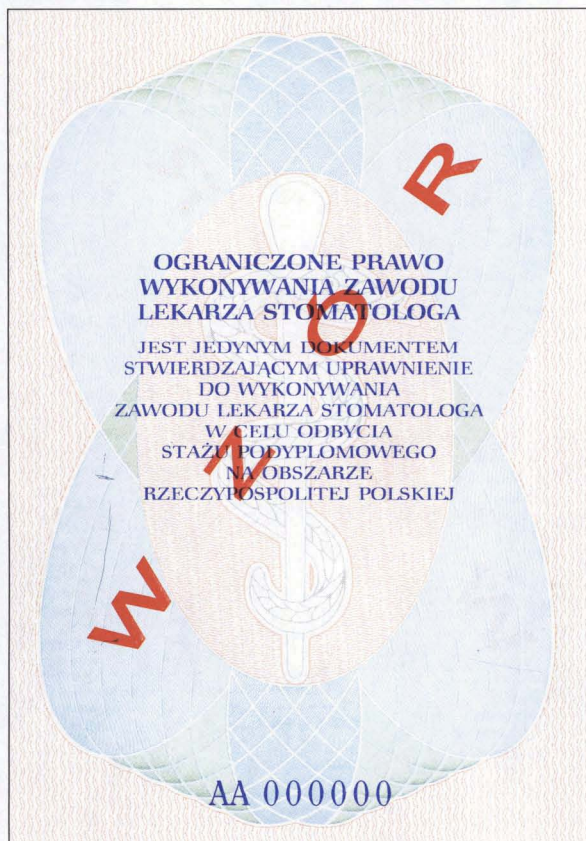 OGRANICZONE PRAWO
WYKONYWANIA ZAWODU
LEKARZA STOMATOLOGA
JEST JEDYNYM DOKUMENTEM
STWIERDZAJĄCYM UPRAWNIENIE
DO WYKONYWANIA
ZAWODU LEKARZA STOMATOLOGA
W CELU ODBYCIA
STAŻU PODYPLOMOWEGO
NA OBSZARZE
RZECZYPOSPOLITEJ POLSKIEJ
WZÓR
AA 000000